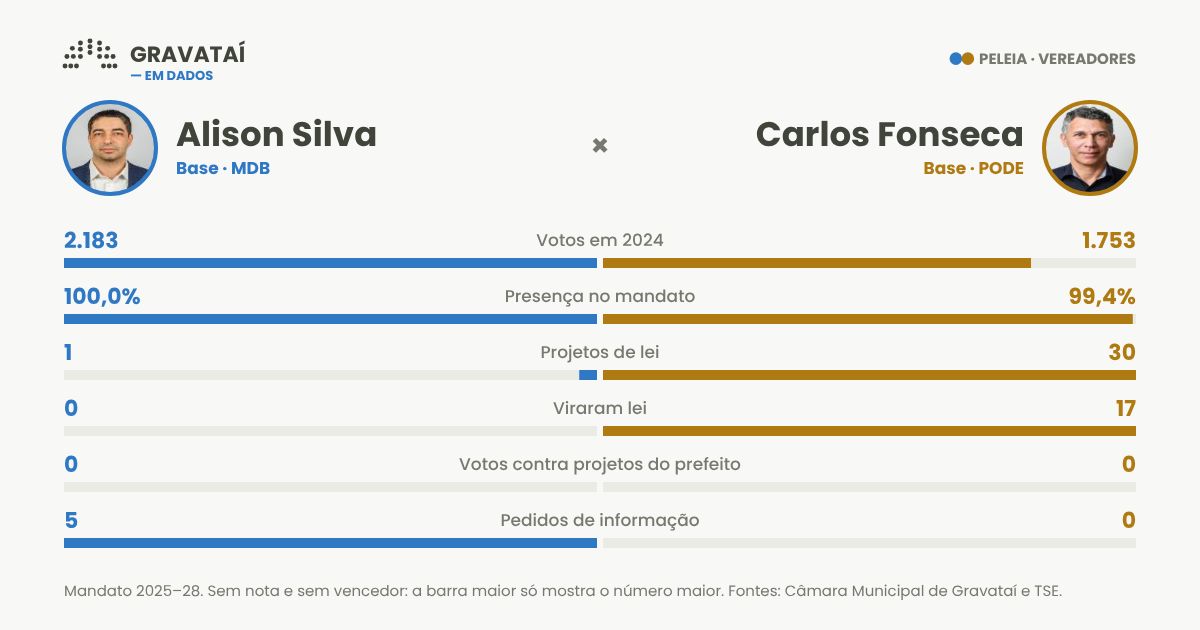 GRAVATAÍ
— EM DADOS
PELEIA · VEREADORES
Alison Silva
Base · MDB
×
Carlos Fonseca
Base · PODE
2.183 Votos em 2024 1.753
100,0% Presença no mandato 99,4%
1 Projetos de lei 30
0 Viraram lei 17
0 Votos contra projetos do prefeito 0
5 Pedidos de informação 0
Mandato 2025–28. Sem nota e sem vencedor: a barra maior só mostra o número maior. Fontes: Câmara Municipal de Gravataí e TSE.